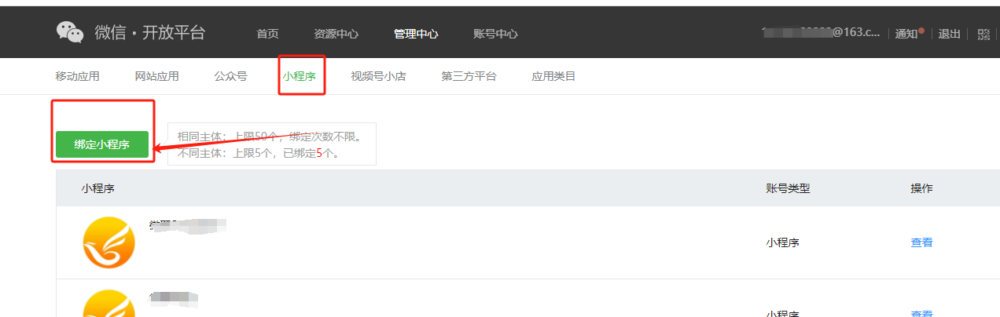 微信·开放平台 首页 资源中心 管理中心 账号中心 @163.c... 通知 退出
移动应用 网站应用 公众号 小程序 视频号小店 第三方平台 应用类目
绑定小程序
相同主体：上限50个，绑定次数不限。
不同主体：上限5个，已绑定5个。
小程序 账号类型 操作
小程序 查看
小程序 查看